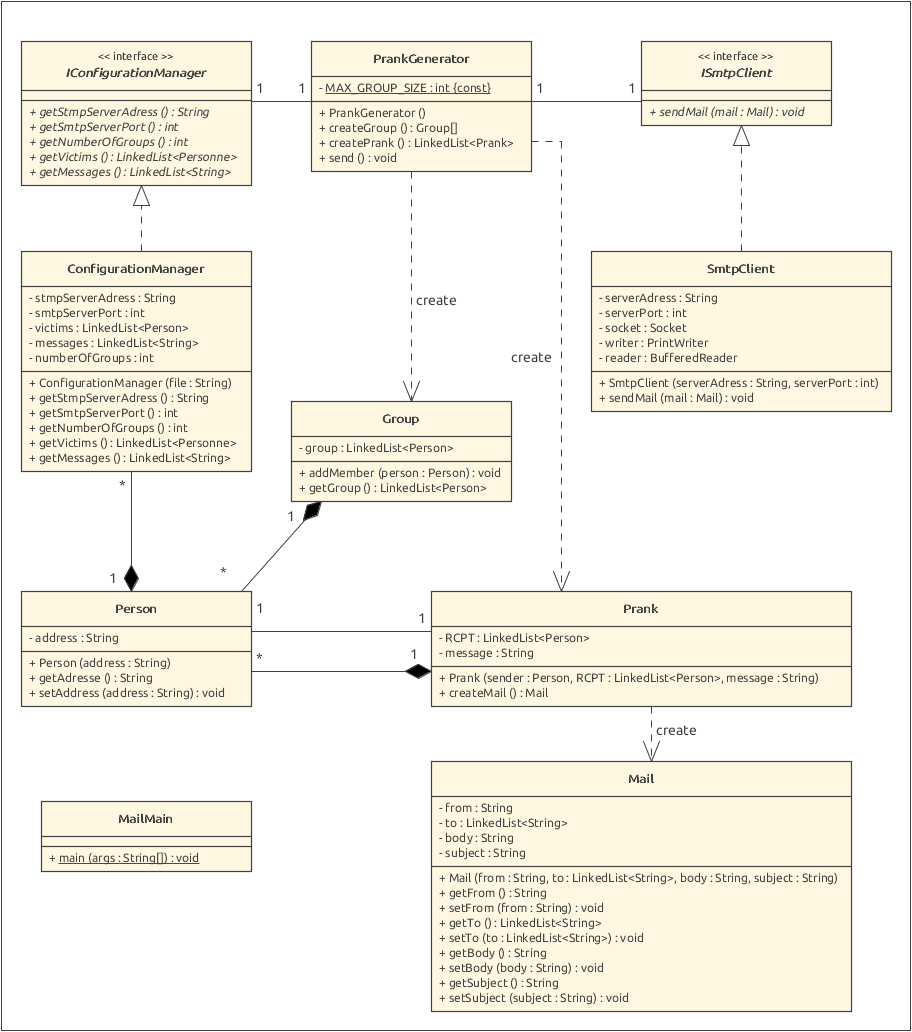 << interface >>
IConfigurationManager
+ getStmpServerAdress () : String
+ getSmtpServerPort () : int
+ getNumberOfGroups () : int
+ getVictims () : LinkedList<Personne>
+ getMessages () : LinkedList<String>
1
1
PrankGenerator
- MAX_GROUP_SIZE : int {const}
+ PrankGenerator ()
+ createGroup () : Group[]
+ createPrank () : LinkedList<Prank>
+ send () : void
1
1
<< interface >>
ISmtpClient
+ sendMail (mail : Mail) : void
ConfigurationManager
- stmpServerAdress : String
- smtpServerPort : int
- victims : LinkedList<Person>
- messages : LinkedList<String>
- numberOfGroups : int
+ ConfigurationManager (file : String)
+ getStmpServerAdress () : String
+ getSmtpServerPort () : int
+ getNumberOfGroups () : int
+ getVictims () : LinkedList<Personne>
+ getMessages () : LinkedList<String>
create
create
SmtpClient
- serverAdress : String
- serverPort : int
- socket : Socket
- writer : PrintWriter
- reader : BufferedReader
+ SmtpClient (serverAdress : String, serverPort : int)
+ sendMail (mail : Mail) : void
Group
- group : LinkedList<Person>
+ addMember (person : Person) : void
+ getGroup () : LinkedList<Person>
*
1
1
*
Person
- address : String
+ Person (address : String)
+ getAdresse () : String
+ setAddress (address : String) : void
1
1
*
1
Prank
- RCPT : LinkedList<Person>
- message : String
+ Prank (sender : Person, RCPT : LinkedList<Person>, message : String)
+ createMail () : Mail
create
MailMain
+ main (args : String[]) : void
Mail
- from : String
- to : LinkedList<String>
- body : String
- subject : String
+ Mail (from : String, to : LinkedList<String>, body : String, subject : String)
+ getFrom () : String
+ setFrom (from : String) : void
+ getTo () : LinkedList<String>
+ setTo (to : LinkedList<String>) : void
+ getBody () : String
+ setBody (body : String) : void
+ getSubject () : String
+ setSubject (subject : String) : void